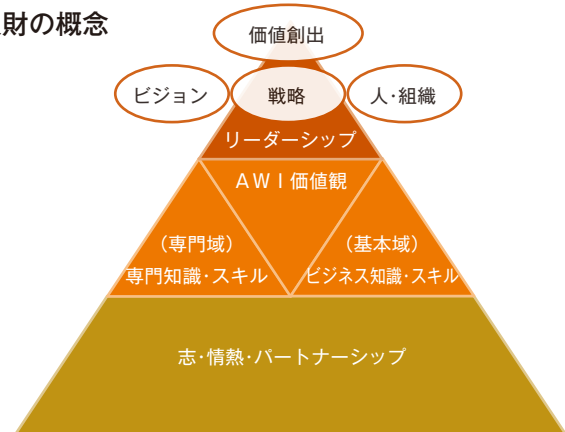 財の概念
価値創出
ビジョン
戦略
人・組織
リーダーシップ
AWI価値観
（専門域）
専門知識・スキル
（基本域）
ビジネス知識・スキル
志・情熱・パートナーシップ